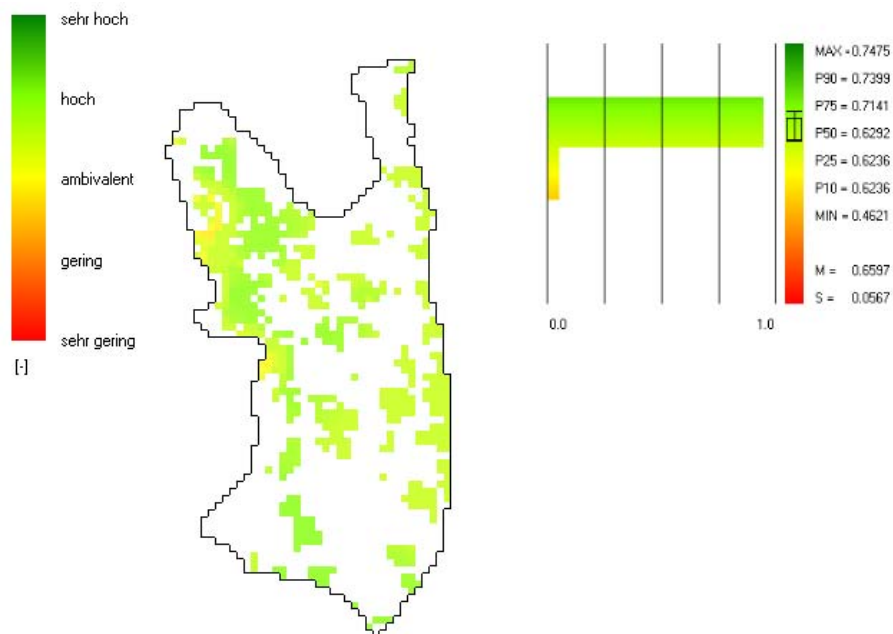 sehr hoch
hoch
ambivalent
gering
sehr gering
[-]
MAX =0.7475
P90 = 0.7399
P75 = 0.7141
P50 = 0.6292
P25 = 0.6236
P10 = 0.6236
MIN = 0.4621
M = 0.6597
S = 0.0567
0.0 1.0